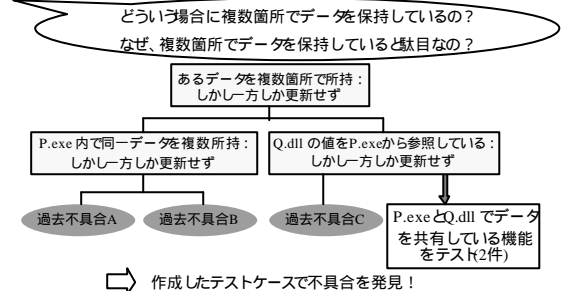 どういう場合に複数箇所でデータを保持しているの？
なぜ、複数箇所でデータを保持していると駄目なの？
あるデータを複数箇所で所持：
しかし一方しか更新せず
P.exe 内で同一データを複数所持：
しかし一方しか更新せず
Q.dll の値をP.exeから参照している：
しかし一方しか更新せず
過去不具合A
過去不具合B
過去不具合C
P.exe とQ.dll でデータ
を共有している機能
をテスト(2件)
作成したテストケースで不具合を発見！